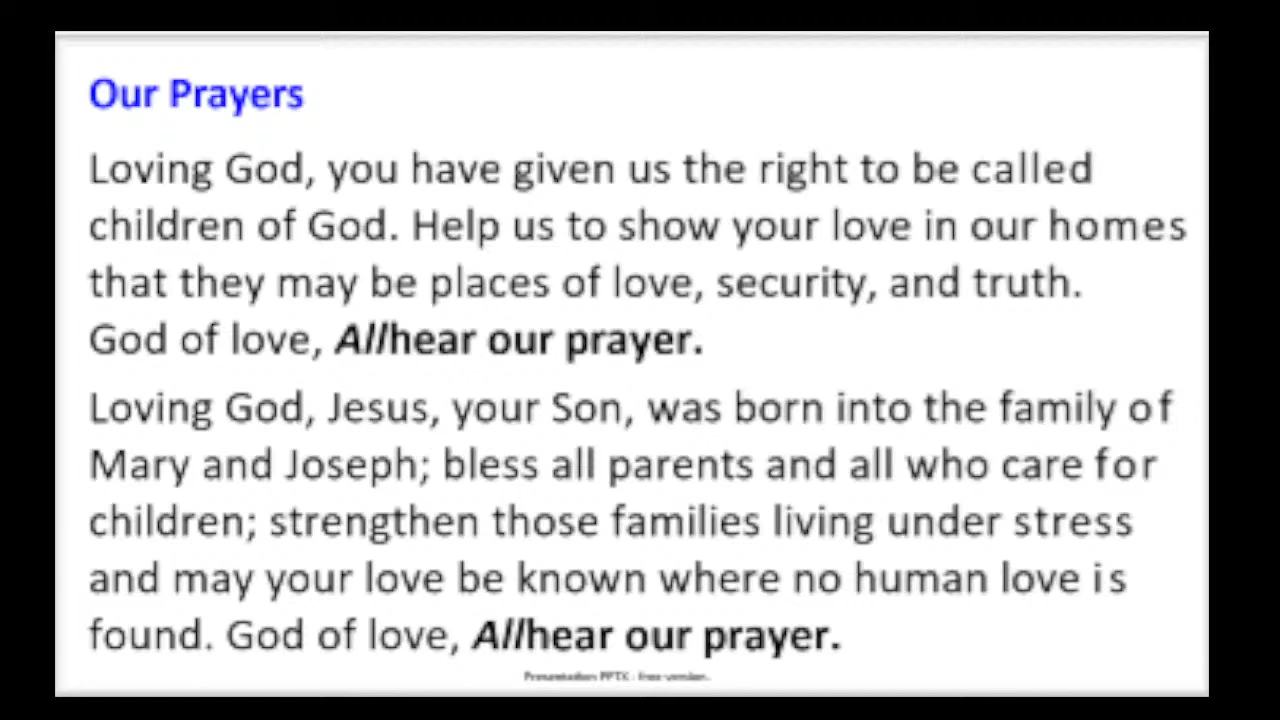 Our Prayers
Loving God, you have given us the right to be called
children of God. Help us to show your love in our homes
that they may be places of love, security, and truth.
God of love, Allhear our prayer.
Loving God, Jesus, your Son, was born into the family of
Mary and Joseph; bless all parents and all who care for
children; strengthen those families living under stress
and may your love be known where no human love is
found. God of love, Allhear our prayer.
Presentation PPTX : free version.